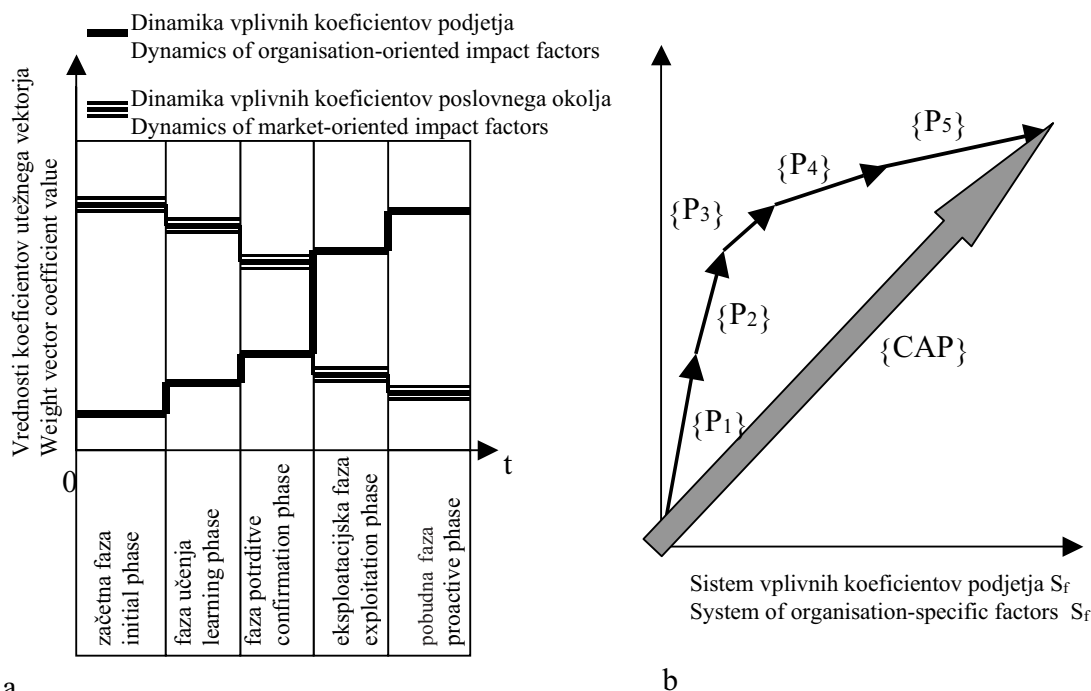 Dinamika vplivnih koeficientov podjetja
Dynamics of organisation-oriented impact factors
Dinamika vplivnih koeficientov poslovnega okolja
Dynamics of market-oriented impact factors
Vrednosti koeficientov utežnega vektorja
Weight vector coefficient value
0
t
začetna faza
initial phase
faza učenja
learning phase
faza potrditve
confirmation phase
eksploatacijska faza
exploitation phase
pobudna faza
proactive phase
a
{P1}
{P2}
{P3}
{P4}
{P5}
{CAP}
Sistem vplivnih koeficientov podjetja Sf
System of organisation-specific factors Sf
b